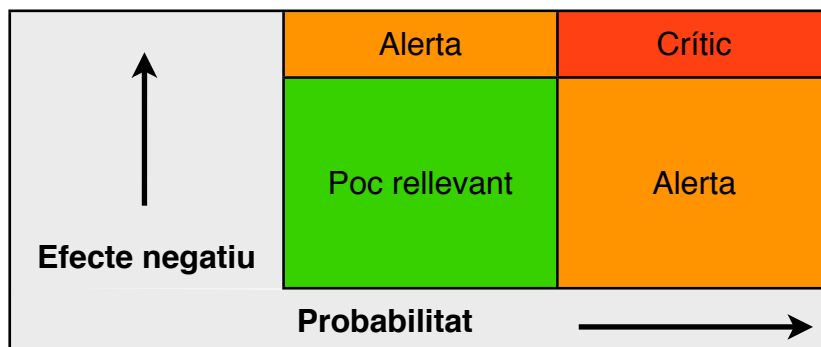 Alerta
Crític
Poc rellevant
Alerta
Efecte negatiu
Probabilitat